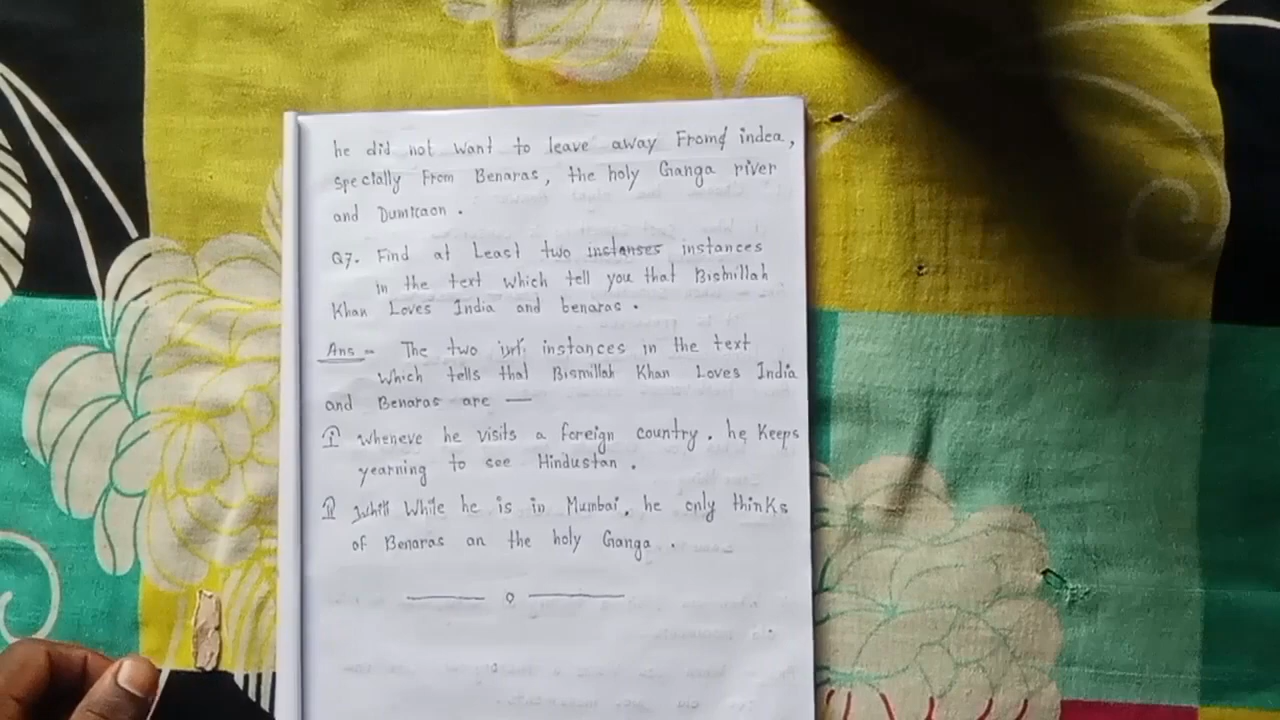 he did not want to leave away From indea,
specially From Benaras, the holy Ganga river
and Dumraon.
Q7. Find at Least two instanses instances
in the text which tell you that Bismillah
Khan Loves India and benaras.
Ans - The two instances in the text
which tells that Bismillah Khan Loves India
and Benaras are —
I wheneve he visits a foreign country. he Keeps
yearning to see Hindustan.
II While he is in Mumbai, he only thinks
of Benaras an the holy Ganga.